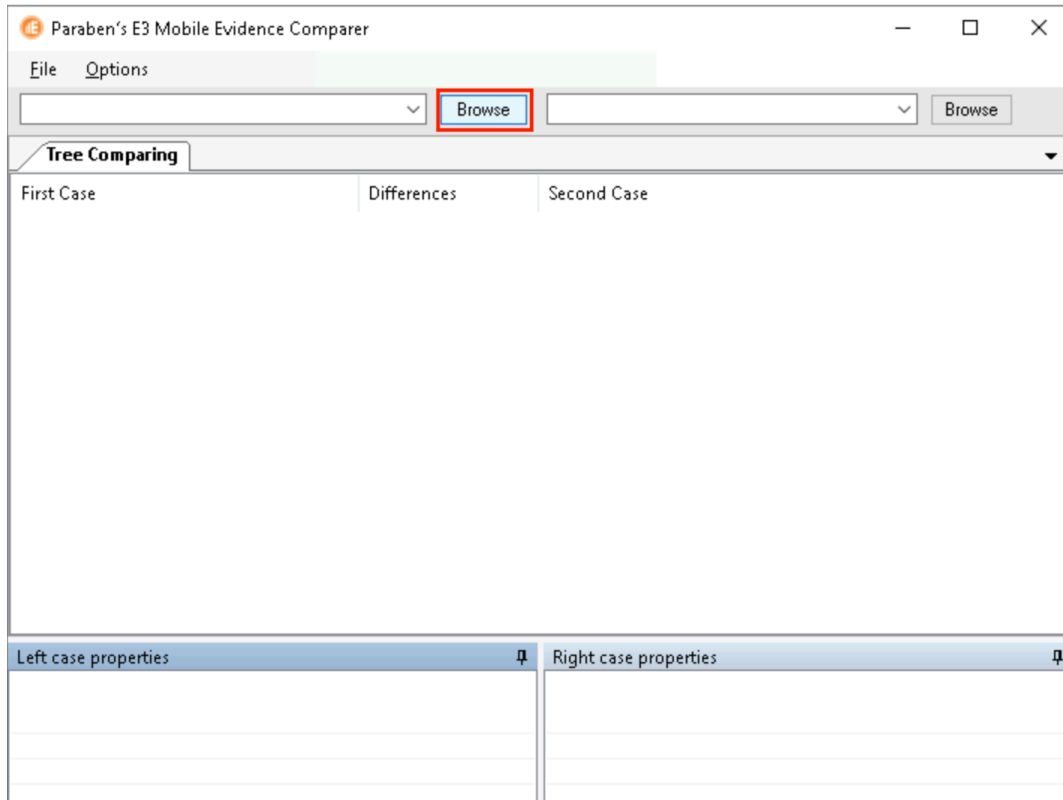 Paraben's E3 Mobile Evidence Comparer
File Options
Browse Browse
Tree Comparing
First Case Differences Second Case
Left case properties Right case properties